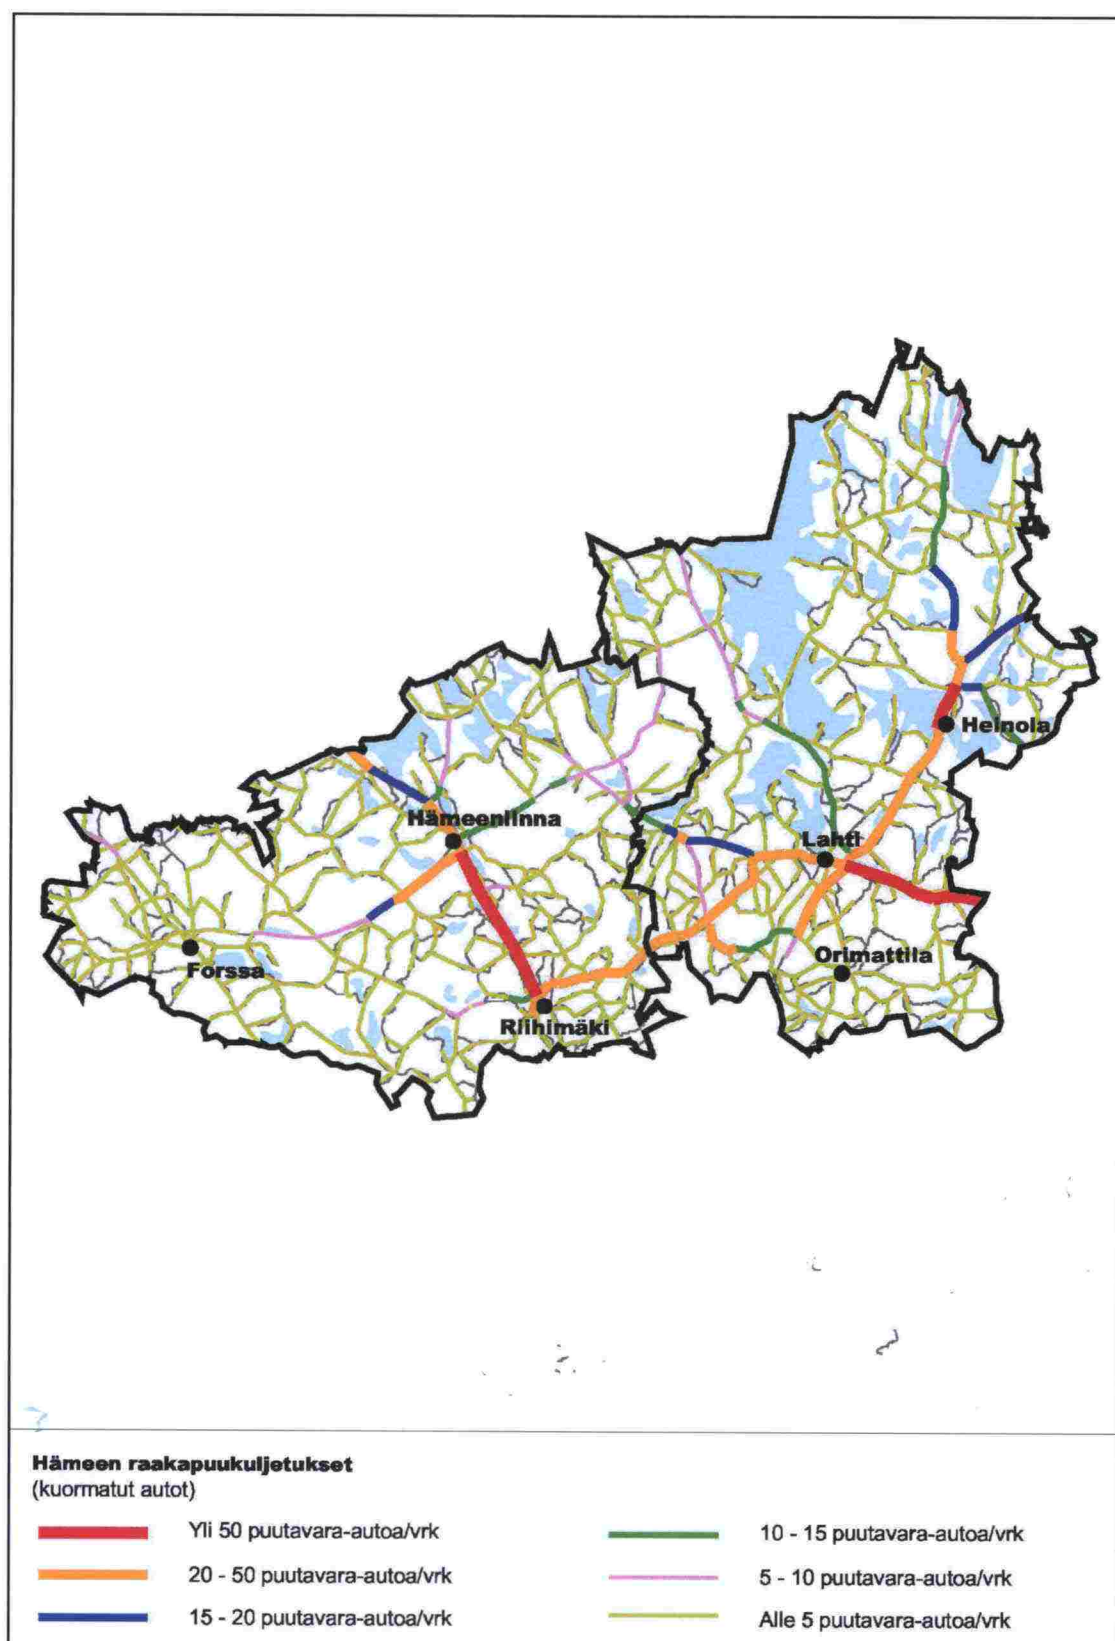 Heinola
Hämeenlinna
Lahti
Forssa
Orimattila
Riihimäki
Hämeen raakapuukuljetukset
(kuormatut autot)
Yli 50 puutavara-autoa/vrk
20 - 50 puutavara-autoa/vrk
15 - 20 puutavara-autoa/vrk
10 - 15 puutavara-autoa/vrk
5 - 10 puutavara-autoa/vrk
Alle 5 puutavara-autoa/vrk